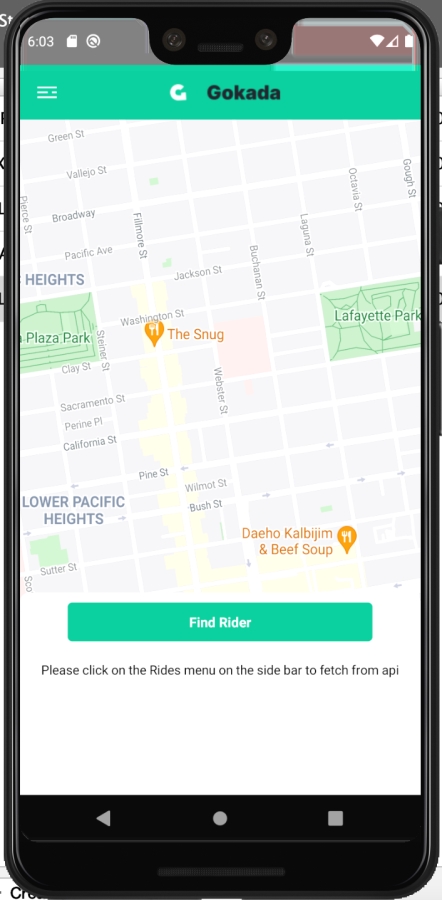 6:03
Gokada
Green St
Vallejo St
Gough St
Octavia St
Pierce St
Broadway
Fillmore St
Laguna St
Pacific Ave
Buchanan St
Jackson St
HEIGHTS
Washington St
The Snug
Lafayette Park
Plaza Park
Steiner St
Clay St
Webster St
Sacramento St
Perine Pl
California St
Pine St
Wilmot St
LOWER PACIFIC
HEIGHTS
Bush St
Daeho Kalbijim
& Beef Soup
Sutter St
Sco
Find Rider
Please click on the Rides menu on the side bar to fetch from api